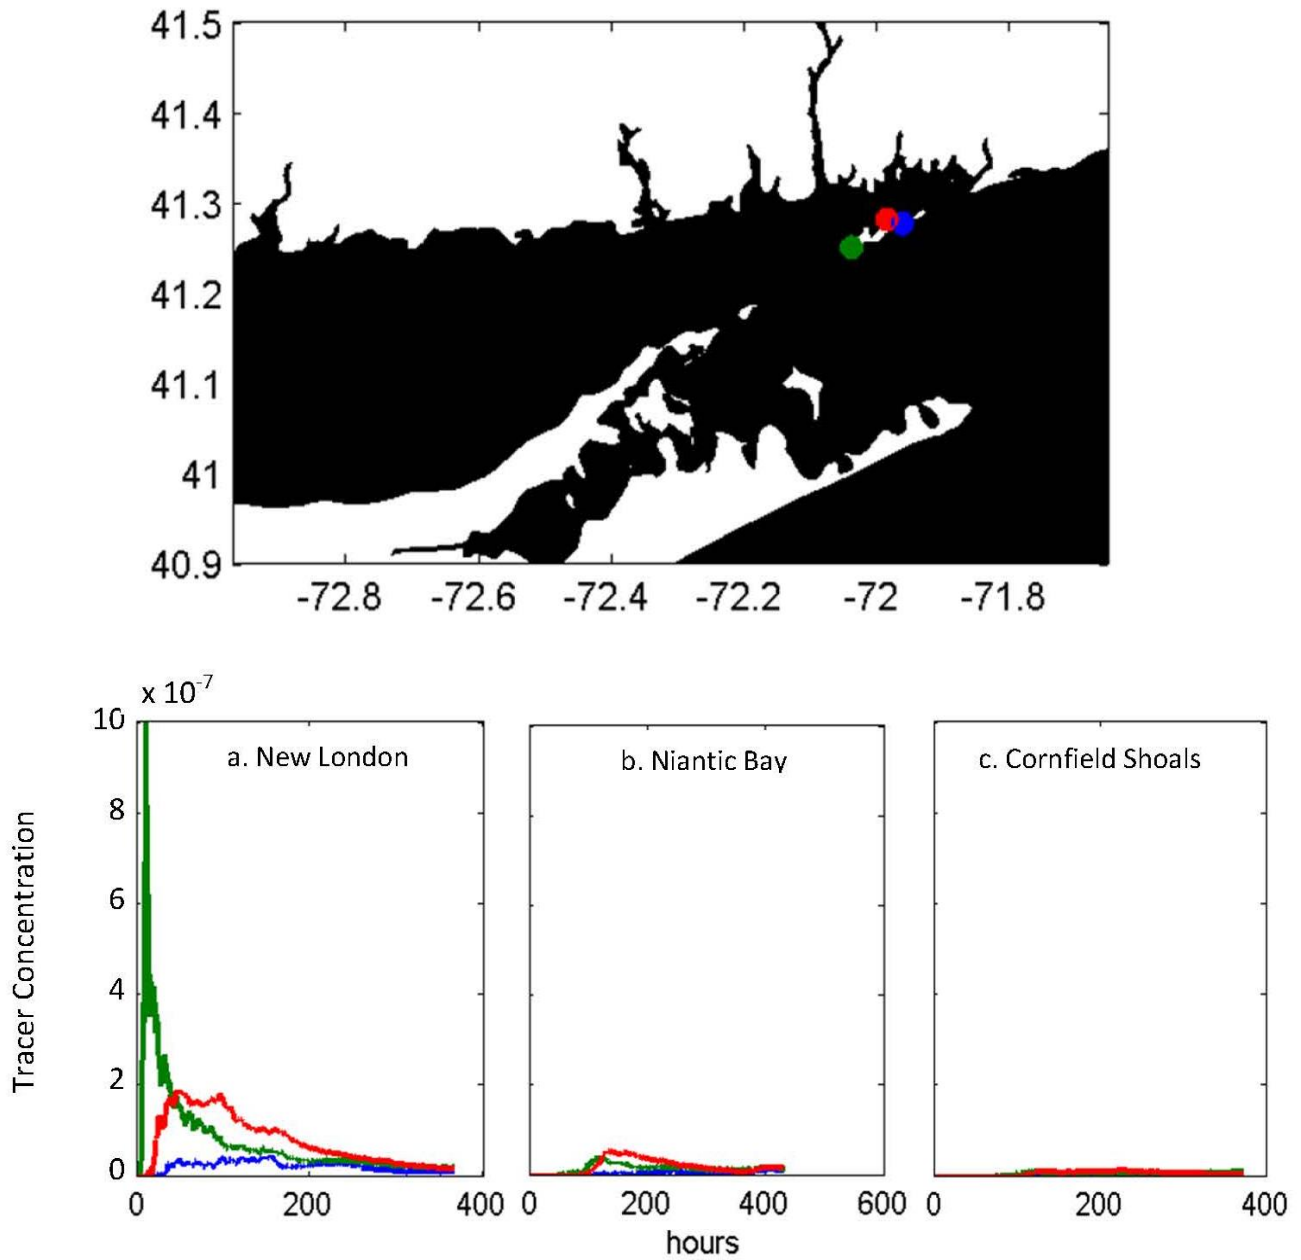 41.5
41.4
41.3
41.2
41.1
41
40.9
-72.8 -72.6 -72.4 -72.2 -72 -71.8
x 10-7
10
8
6
4
2
0
Tracer Concentration
a. New London
b. Niantic Bay
c. Cornfield Shoals
0 200 400
0 200 400 600
0 200 400
hours